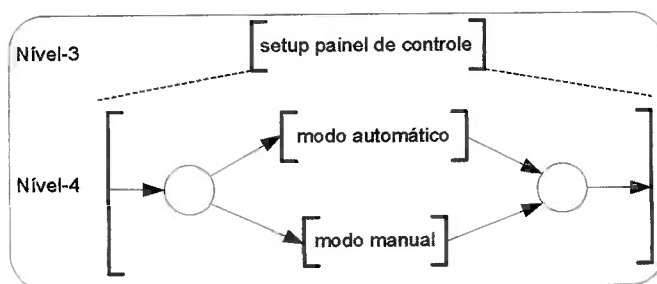 Nível-3
setup painel de controle
modo automático
Nível-4
modo manual